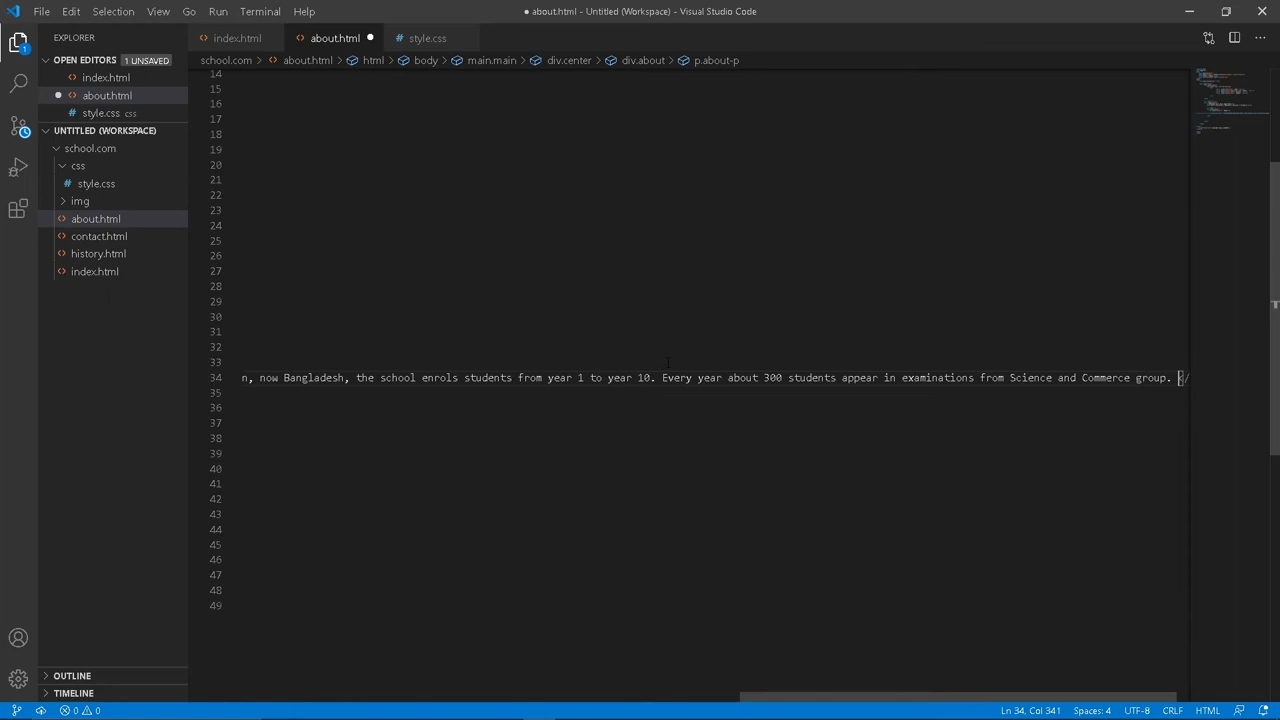 File Edit Selection View Go Run Terminal Help
● about.html - Untitled (Workspace) - Visual Studio Code
EXPLORER
index.html
about.html
style.css
OPEN EDITORS 1 UNSAVED
school.com > about.html > html > body > main.main > div.center > div.about > p.about-p
index.html
about.html
style.css css
UNTITLED (WORKSPACE)
school.com
css
style.css
img
about.html
contact.html
history.html
index.html
14
15
16
17
18
19
20
21
22
23
24
25
26
27
28
29
30
31
32
33
34 n, now Bangladesh, the school enrols students from year 1 to year 10. Every year about 300 students appear in examinations from Science and Commerce group. </
35
36
37
38
39
40
41
42
43
44
45
46
47
48
49
OUTLINE
TIMELINE
0 0 Ln 34, Col 341 Spaces: 4 UTF-8 CRLF HTML